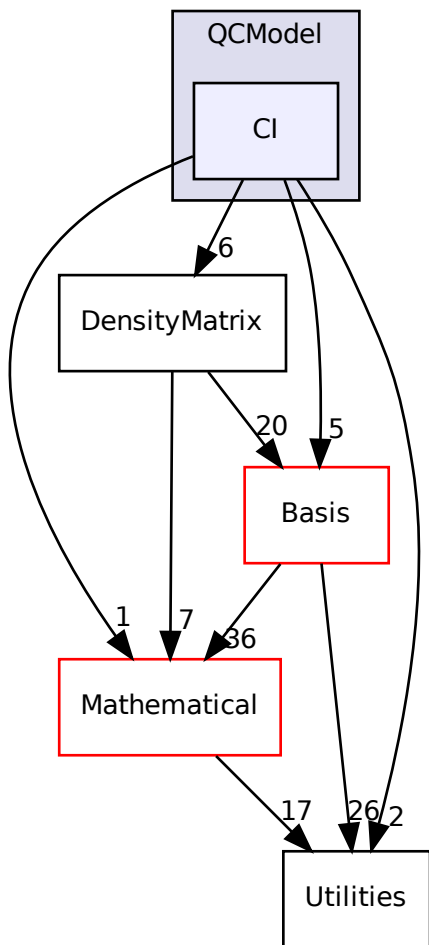 QCModel
CI
6
DensityMatrix
20
5
Basis
1
7
36
Mathematical
17
26
2
Utilities